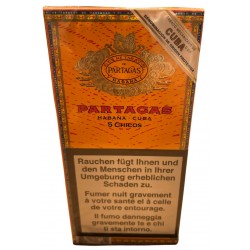 CUBA
PARTAGAS
HABANA
PARTAGAS
HABANA - CUBA
5 CHICOS
Rauchen fügt Ihnen und
den Menschen in Ihrer
Umgebung erheblichen
Schaden zu.
Fumer nuit gravement
à votre santé et à celle
de votre entourage.
Il fumo danneggia
gravemente te e chi
ti sta intorno.